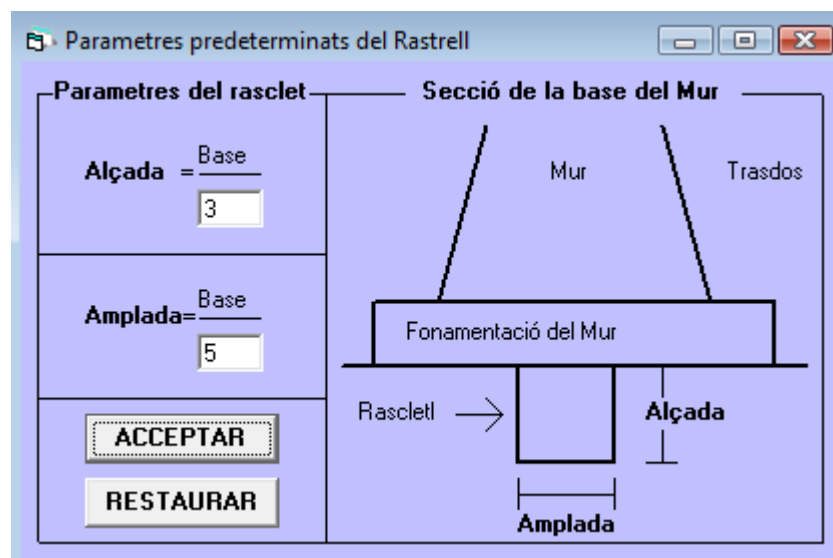 Parametres predeterminats del Rastrell
Parametres del rasclet
Alçada = Base
3
Amplada= Base
5
ACCEPTAR
RESTAURAR
Secció de la base del Mur
Mur
Trasdos
Fonamentació del Mur
Rascletl
Alçada
Amplada